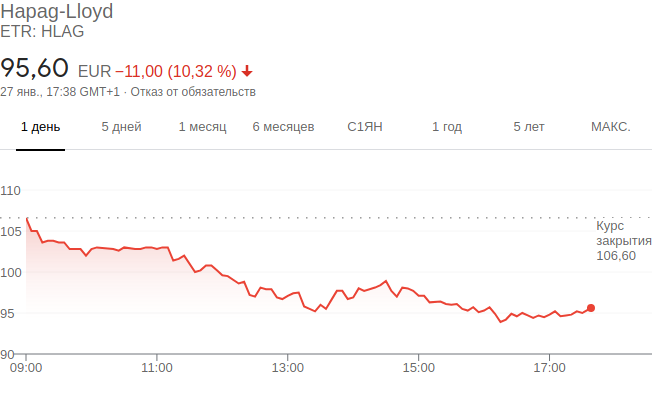 Hapag-Lloyd
ETR: HLAG
95,60 EUR −11,00 (10,32 %)
27 янв., 17:38 GMT+1 · Отказ от обязательств
1 день 5 дней 1 месяц 6 месяцев С1ЯН 1 год 5 лет МАКС.
110
105
100
95
90
Курс
закрытия
106,60
09:00 11:00 13:00 15:00 17:00